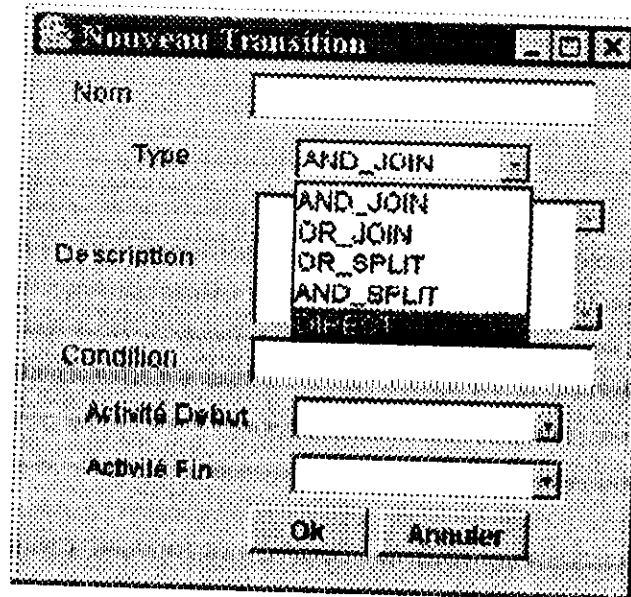 Nouveau Transition
Nom
Type AND_JOIN
AND_JOIN
OR_JOIN
OR_SPLIT
AND_SPLIT
Description
Condition
Activité Debut
Activité Fin
Ok Annuler